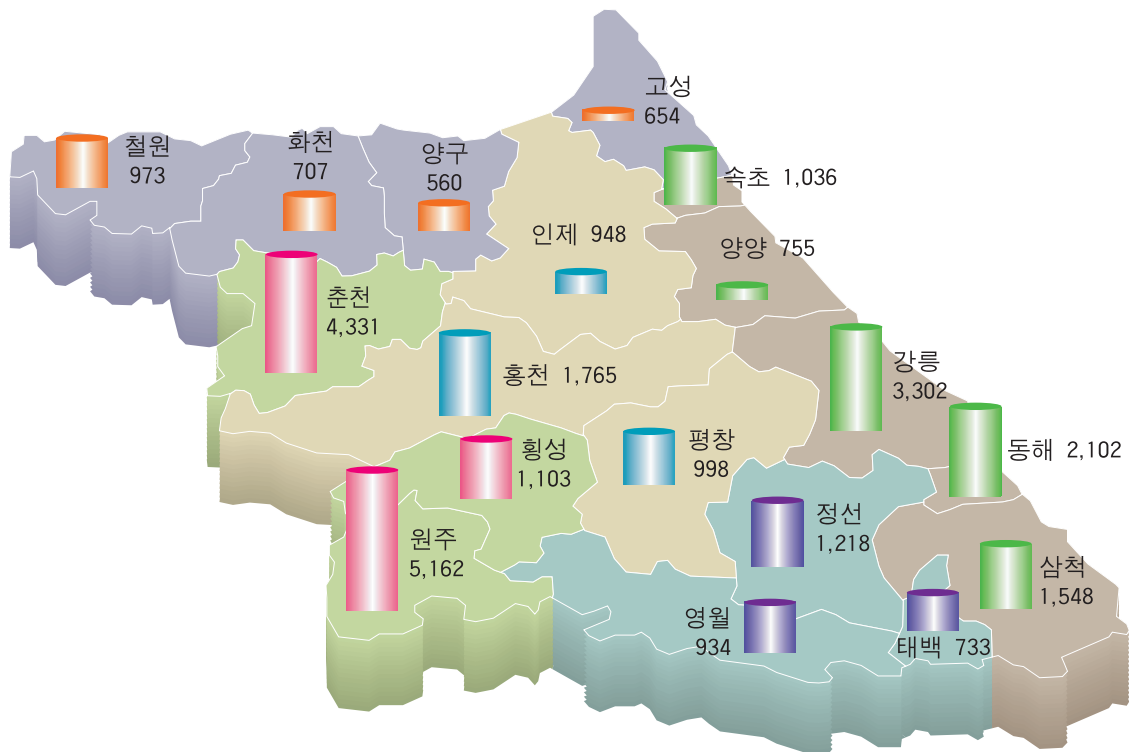 고성
654
철원
973
화천
707
양구
560
속초 1,036
인제 948
양양 755
춘천
4,331
홍천 1,765
강릉
3,302
횡성
1,103
평창
998
동해 2,102
원주
5,162
정선
1,218
삼척
1,548
영월
934
태백 733